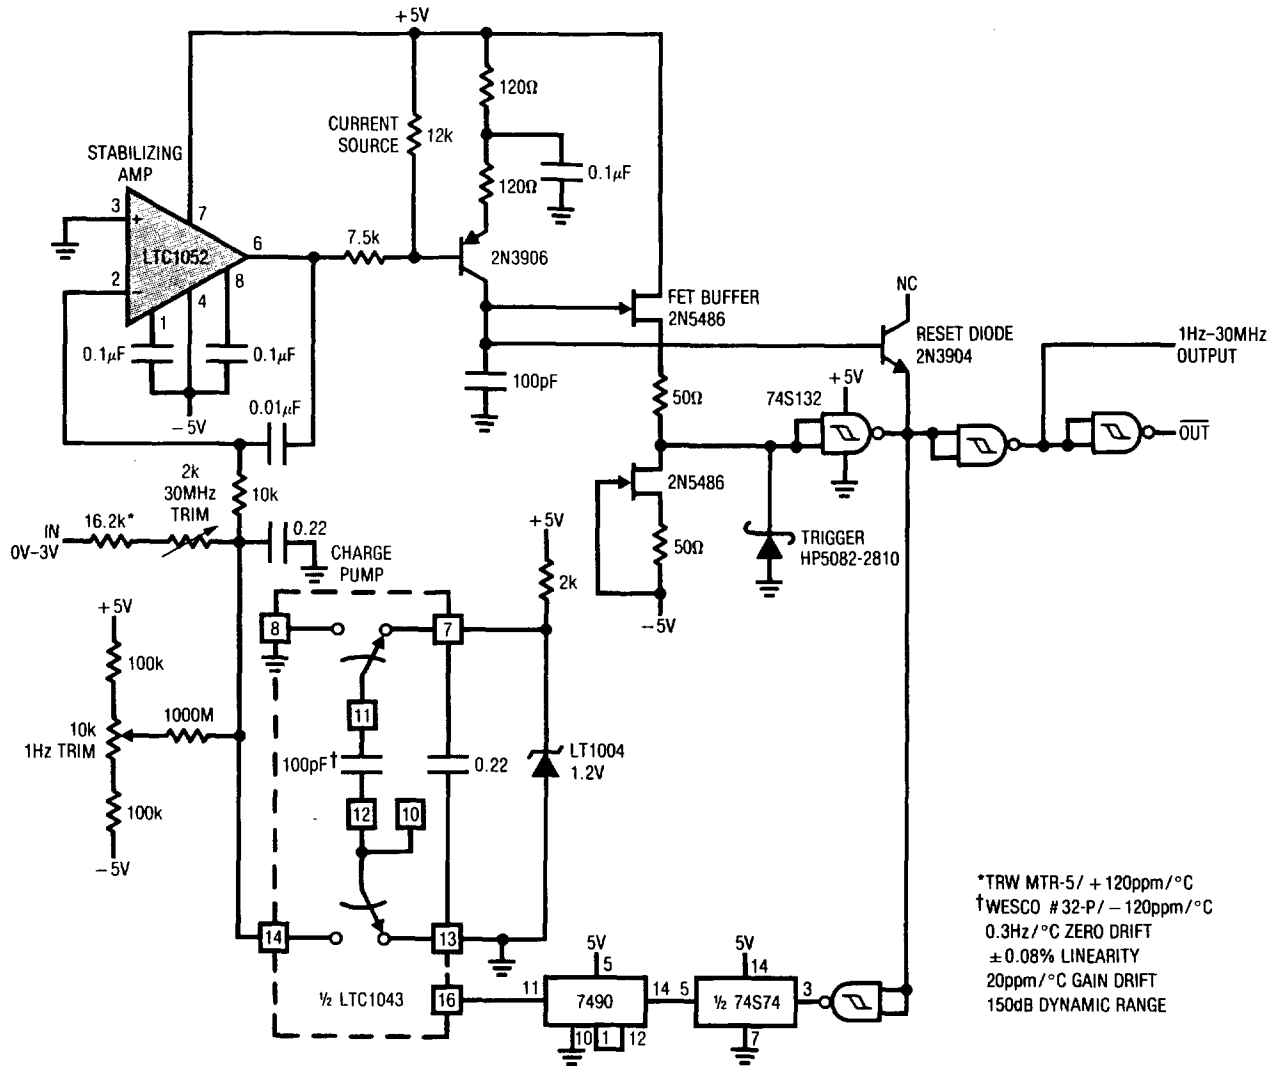 +5V
120Ω
CURRENT
SOURCE
12k
STABILIZING
AMP
0.1μF
120Ω
3
+
7
7.5k
6
LTC1052
2N3906
2
−
8
4
1
NC
FET BUFFER
2N5486
RESET DIODE
2N3904
1Hz–30MHz
OUTPUT
0.1μF
0.1μF
100pF
−5V
0.01μF
50Ω
+5V
74S132
OUT
2k
30MHz
TRIM
10k
2N5486
IN
0V–3V
16.2k*
0.22
+5V
CHARGE
PUMP
50Ω
TRIGGER
HP5082-2810
2k
−5V
+5V
8
7
100k
11
10k
1Hz TRIM
1000M
100pF†
0.22
LT1004
1.2V
12
10
100k
−5V
14
13
*TRW MTR-5/ +120ppm/°C
†WESCO #32-P/ −120ppm/°C
0.3Hz/°C ZERO DRIFT
±0.08% LINEARITY
20ppm/°C GAIN DRIFT
150dB DYNAMIC RANGE
5V
5V
5
14
½ LTC1043
16
11
7490
14
5
½ 74S74
3
10
1
12
7